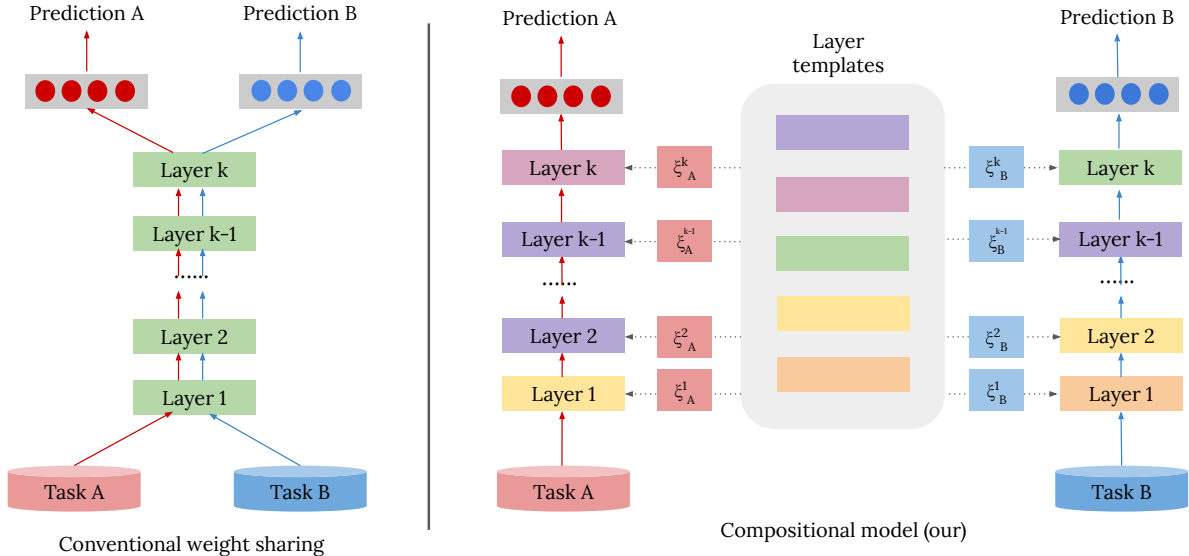 Prediction A
Prediction B
Layer k
Layer k-1
......
Layer 2
Layer 1
Task A
Task B
Conventional weight sharing
Prediction A
Layer templates
Prediction B
Layer k
ξ^k_A
ξ^k_B
Layer k
Layer k-1
ξ^{k-1}_A
ξ^{k-1}_B
Layer k-1
......
......
Layer 2
ξ^2_A
ξ^2_B
Layer 2
Layer 1
ξ^1_A
ξ^1_B
Layer 1
Task A
Task B
Compositional model (our)